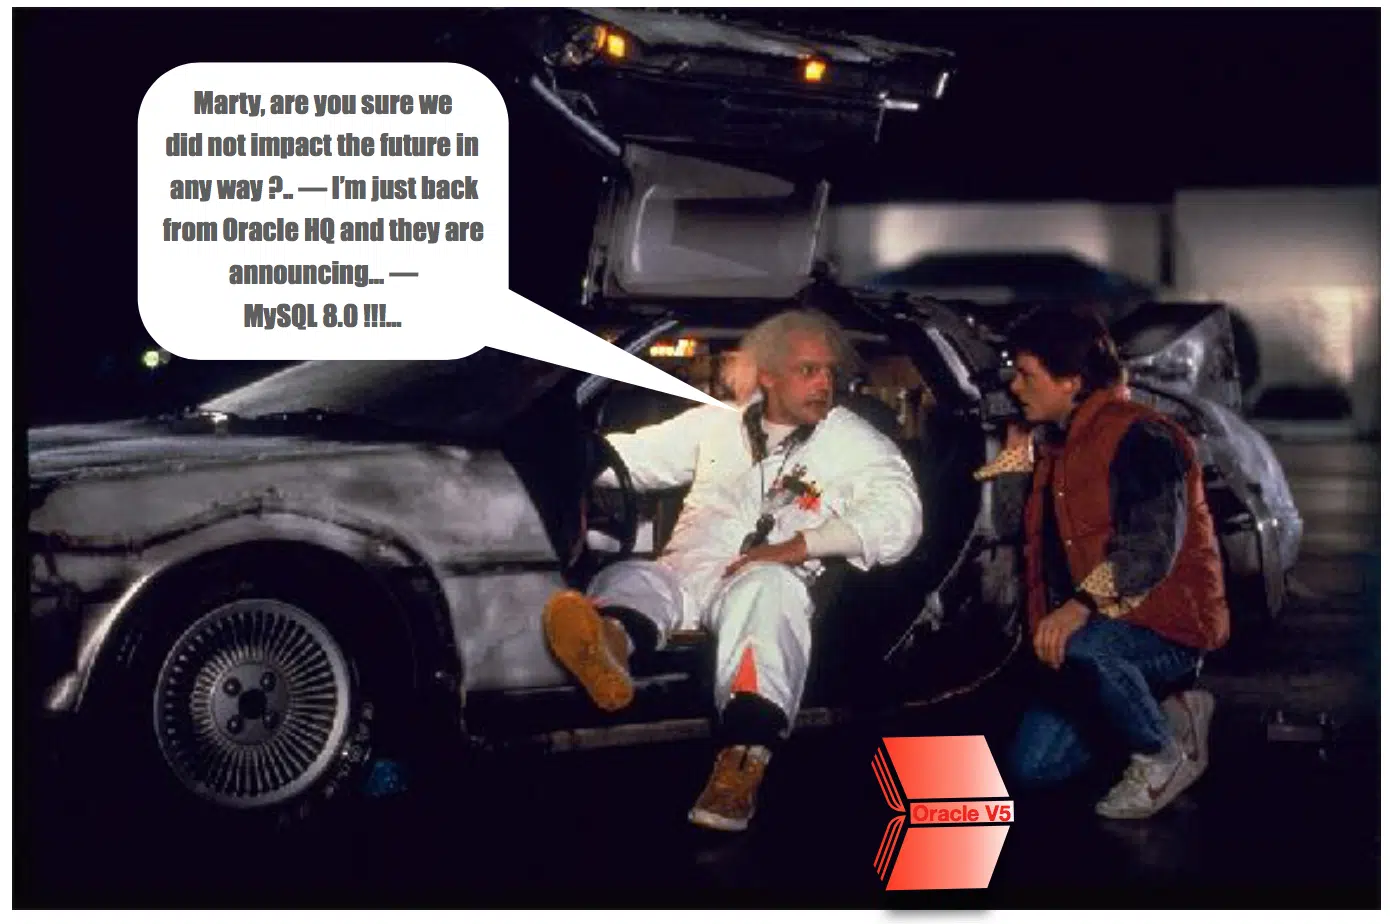 Marty, are you sure we
did not impact the future in
any way ?.. — I'm just back
from Oracle HQ and they are
announcing... —
MySQL 8.0 !!!...
Oracle V5